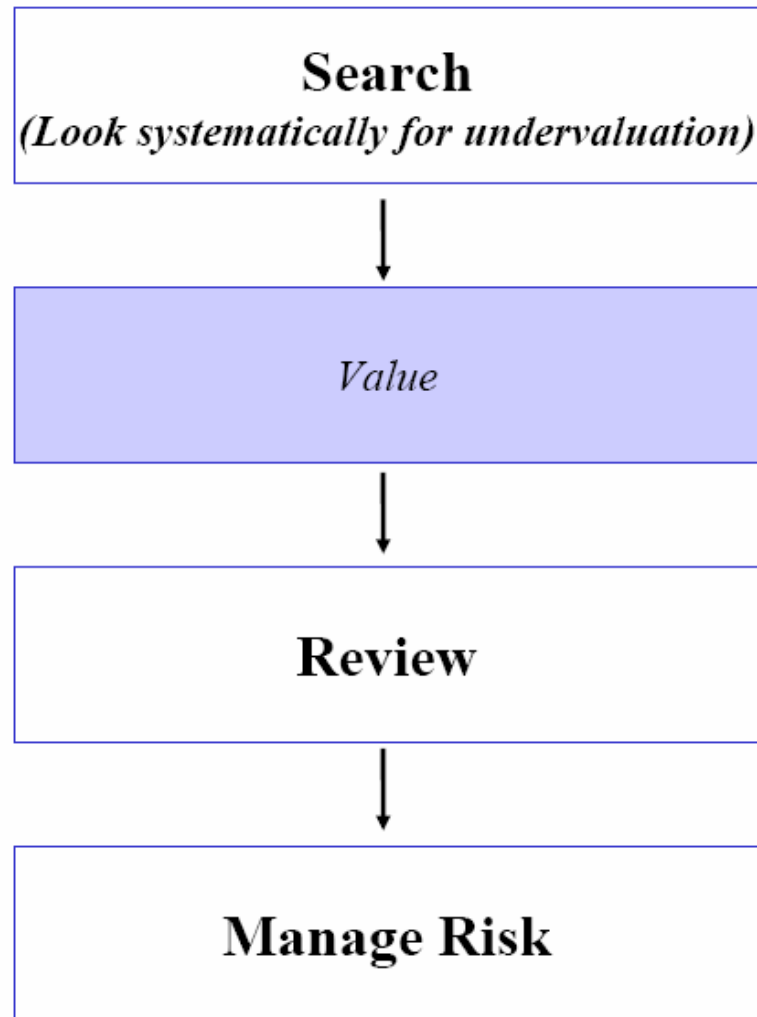 Search
(Look systematically for undervaluation)
Value
Review
Manage Risk